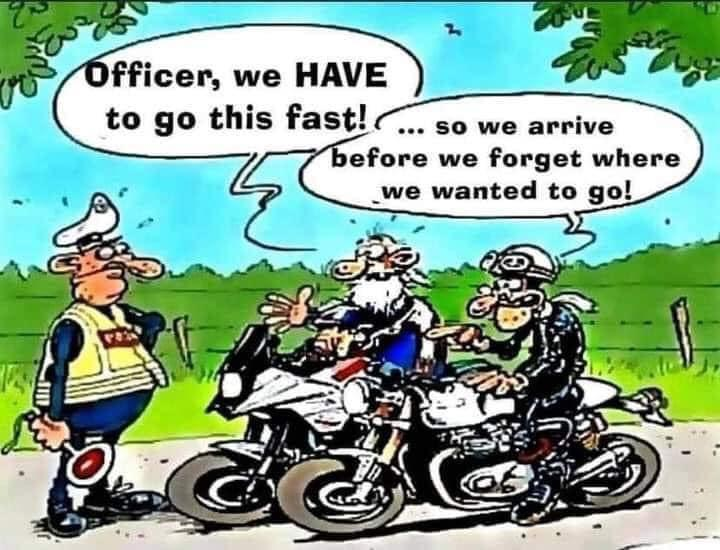 Officer, we HAVE
to go this fast!
... so we arrive
before we forget where
we wanted to go!